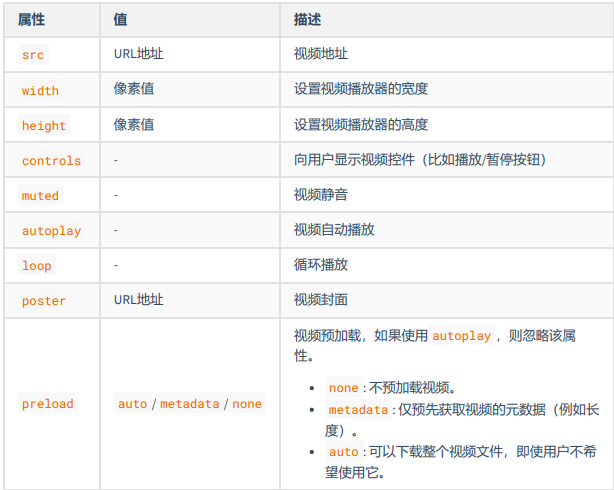 属性 值 描述
src URL地址 视频地址
width 像素值 设置视频播放器的宽度
height 像素值 设置视频播放器的高度
controls - 向用户显示视频控件（比如播放/暂停按钮）
muted - 视频静音
autoplay - 视频自动播放
loop - 循环播放
poster URL地址 视频封面
preload auto / metadata / none 视频预加载，如果使用 autoplay ，则忽略该属
性。
• none : 不预加载视频。
• metadata : 仅预先获取视频的元数据（例如长
度）。
• auto : 可以下载整个视频文件，即使用户不希
望使用它。